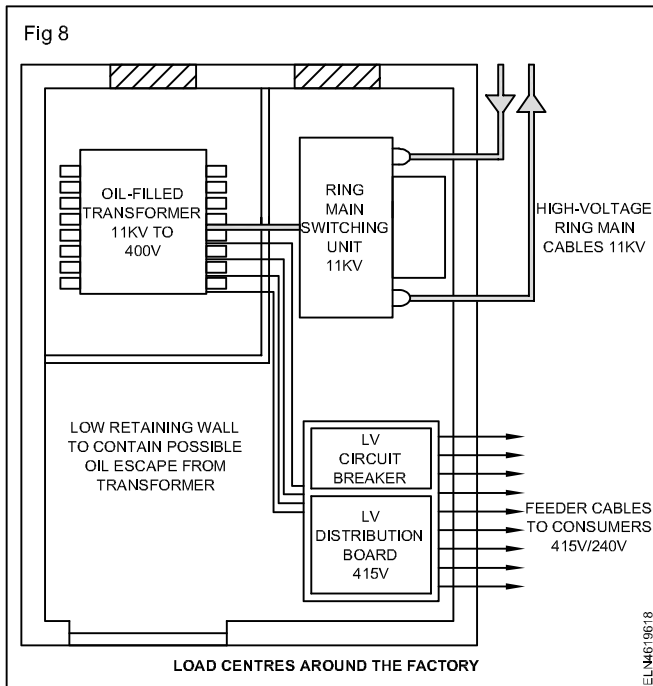 Fig 8
OIL-FILLED
TRANSFORMER
11KV TO
400V
RING
MAIN
SWITCHING
UNIT
11KV
HIGH-VOLTAGE
RING MAIN
CABLES 11KV
LOW RETAINING WALL
TO CONTAIN POSSIBLE
OIL ESCAPE FROM
TRANSFORMER
LV
CIRCUIT
BREAKER
LV
DISTRIBUTION
BOARD
415V
FEEDER CABLES
TO CONSUMERS
415V/240V
LOAD CENTRES AROUND THE FACTORY
ELN4619618